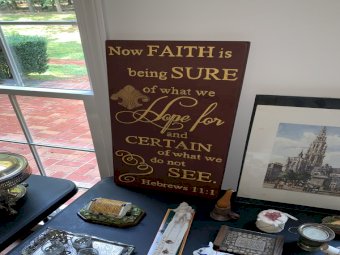 Now FAITH is
being SURE
of what we
Hope for
and
CERTAIN
of what we
do not
SEE.
Hebrews 11:1